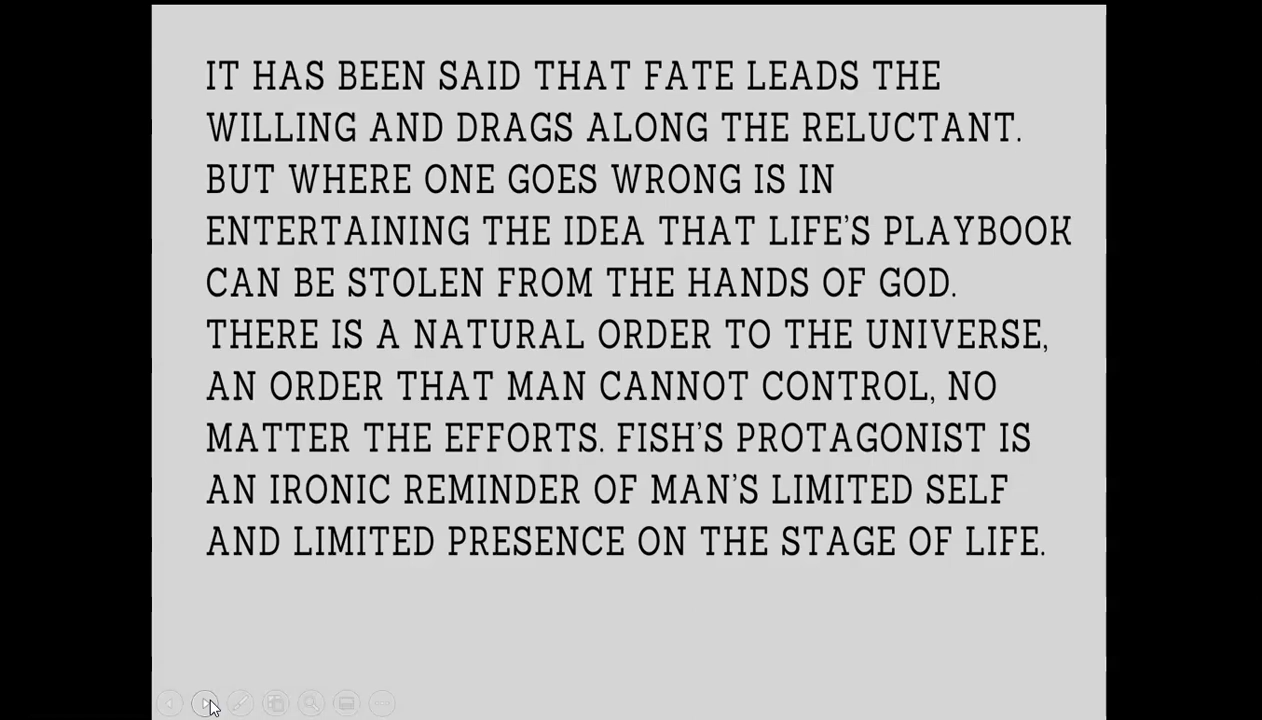 IT HAS BEEN SAID THAT FATE LEADS THE
WILLING AND DRAGS ALONG THE RELUCTANT.
BUT WHERE ONE GOES WRONG IS IN
ENTERTAINING THE IDEA THAT LIFE’S PLAYBOOK
CAN BE STOLEN FROM THE HANDS OF GOD.
THERE IS A NATURAL ORDER TO THE UNIVERSE,
AN ORDER THAT MAN CANNOT CONTROL, NO
MATTER THE EFFORTS. FISH’S PROTAGONIST IS
AN IRONIC REMINDER OF MAN’S LIMITED SELF
AND LIMITED PRESENCE ON THE STAGE OF LIFE.